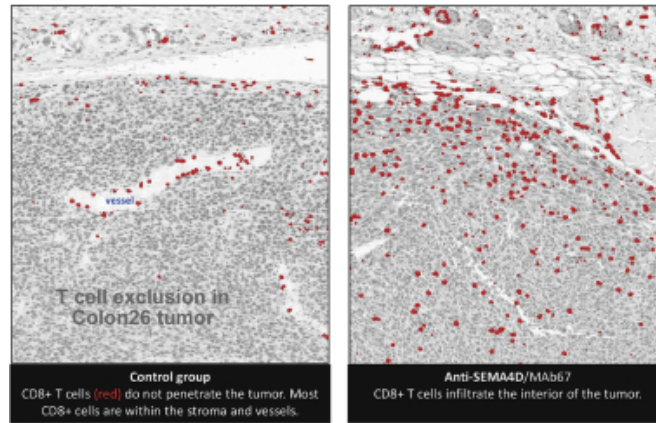 vessel
T cell exclusion in
Colon26 tumor
Control group
CD8+ T cells (red) do not penetrate the tumor. Most
CD8+ cells are within the stroma and vessels.
Anti-SEMA4D/MAb67
CD8+ T cells infiltrate the interior of the tumor.